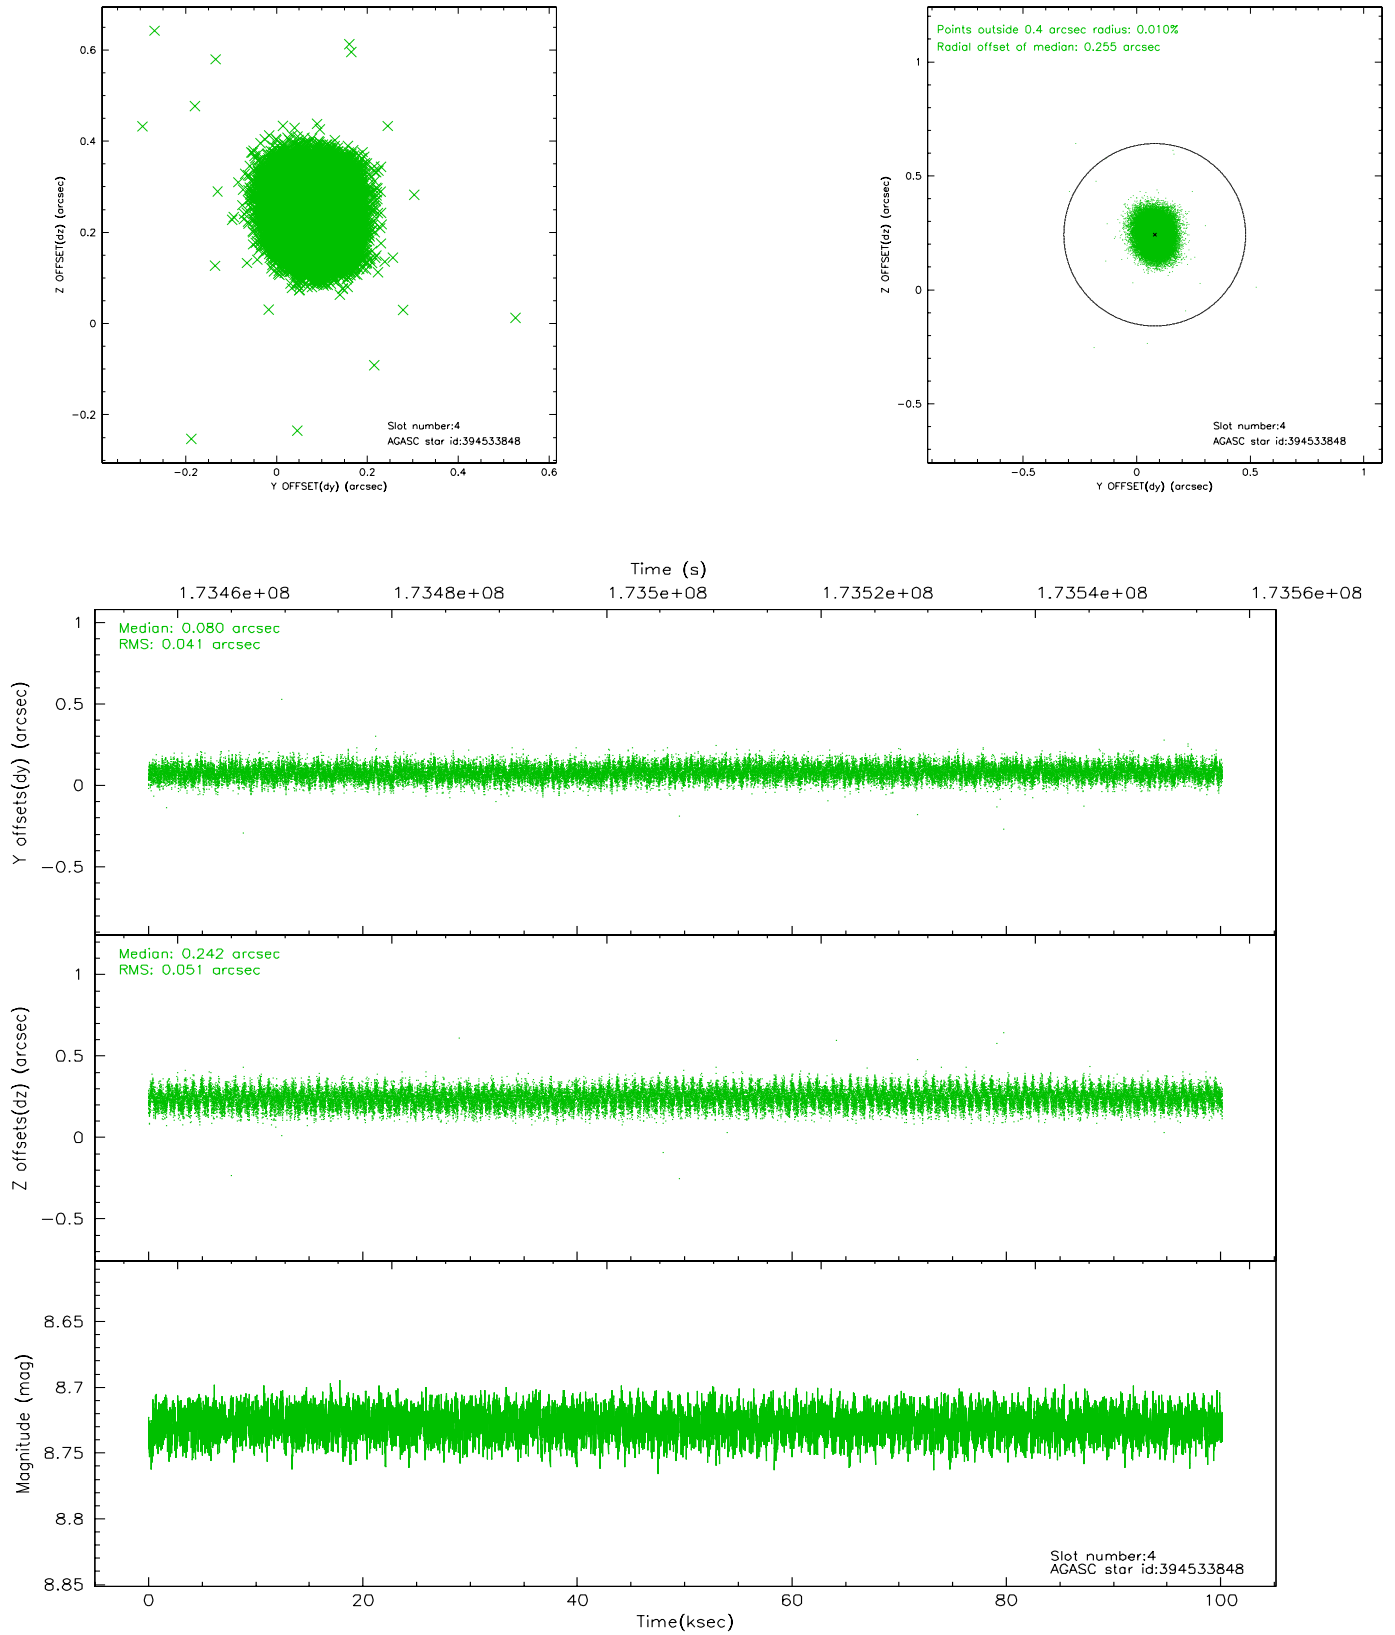 0.6
0.4
0.2
0
−0.2
Z OFFSET(dz) (arcsec)
Slot number:4
AGASC star id:394533848
−0.2 0 0.2 0.4 0.6
Y OFFSET(dy) (arcsec)
Points outside 0.4 arcsec radius: 0.010%
Radial offset of median: 0.255 arcsec
1
0.5
0
−0.5
Z OFFSET(dz) (arcsec)
Slot number:4
AGASC star id:394533848
−0.5 0 0.5 1
Y OFFSET(dy) (arcsec)
Time (s)
1.7346e+08 1.7348e+08 1.735e+08 1.7352e+08 1.7354e+08 1.7356e+08
Median: 0.080 arcsec
RMS: 0.041 arcsec
1
0.5
0
−0.5
Y offsets(dy) (arcsec)
Median: 0.242 arcsec
RMS: 0.051 arcsec
1
0.5
0
−0.5
Z offsets(dz) (arcsec)
8.65
8.7
8.75
8.8
8.85
Magnitude (mag)
Slot number:4
AGASC star id:394533848
0 20 40 60 80 100
Time(ksec)